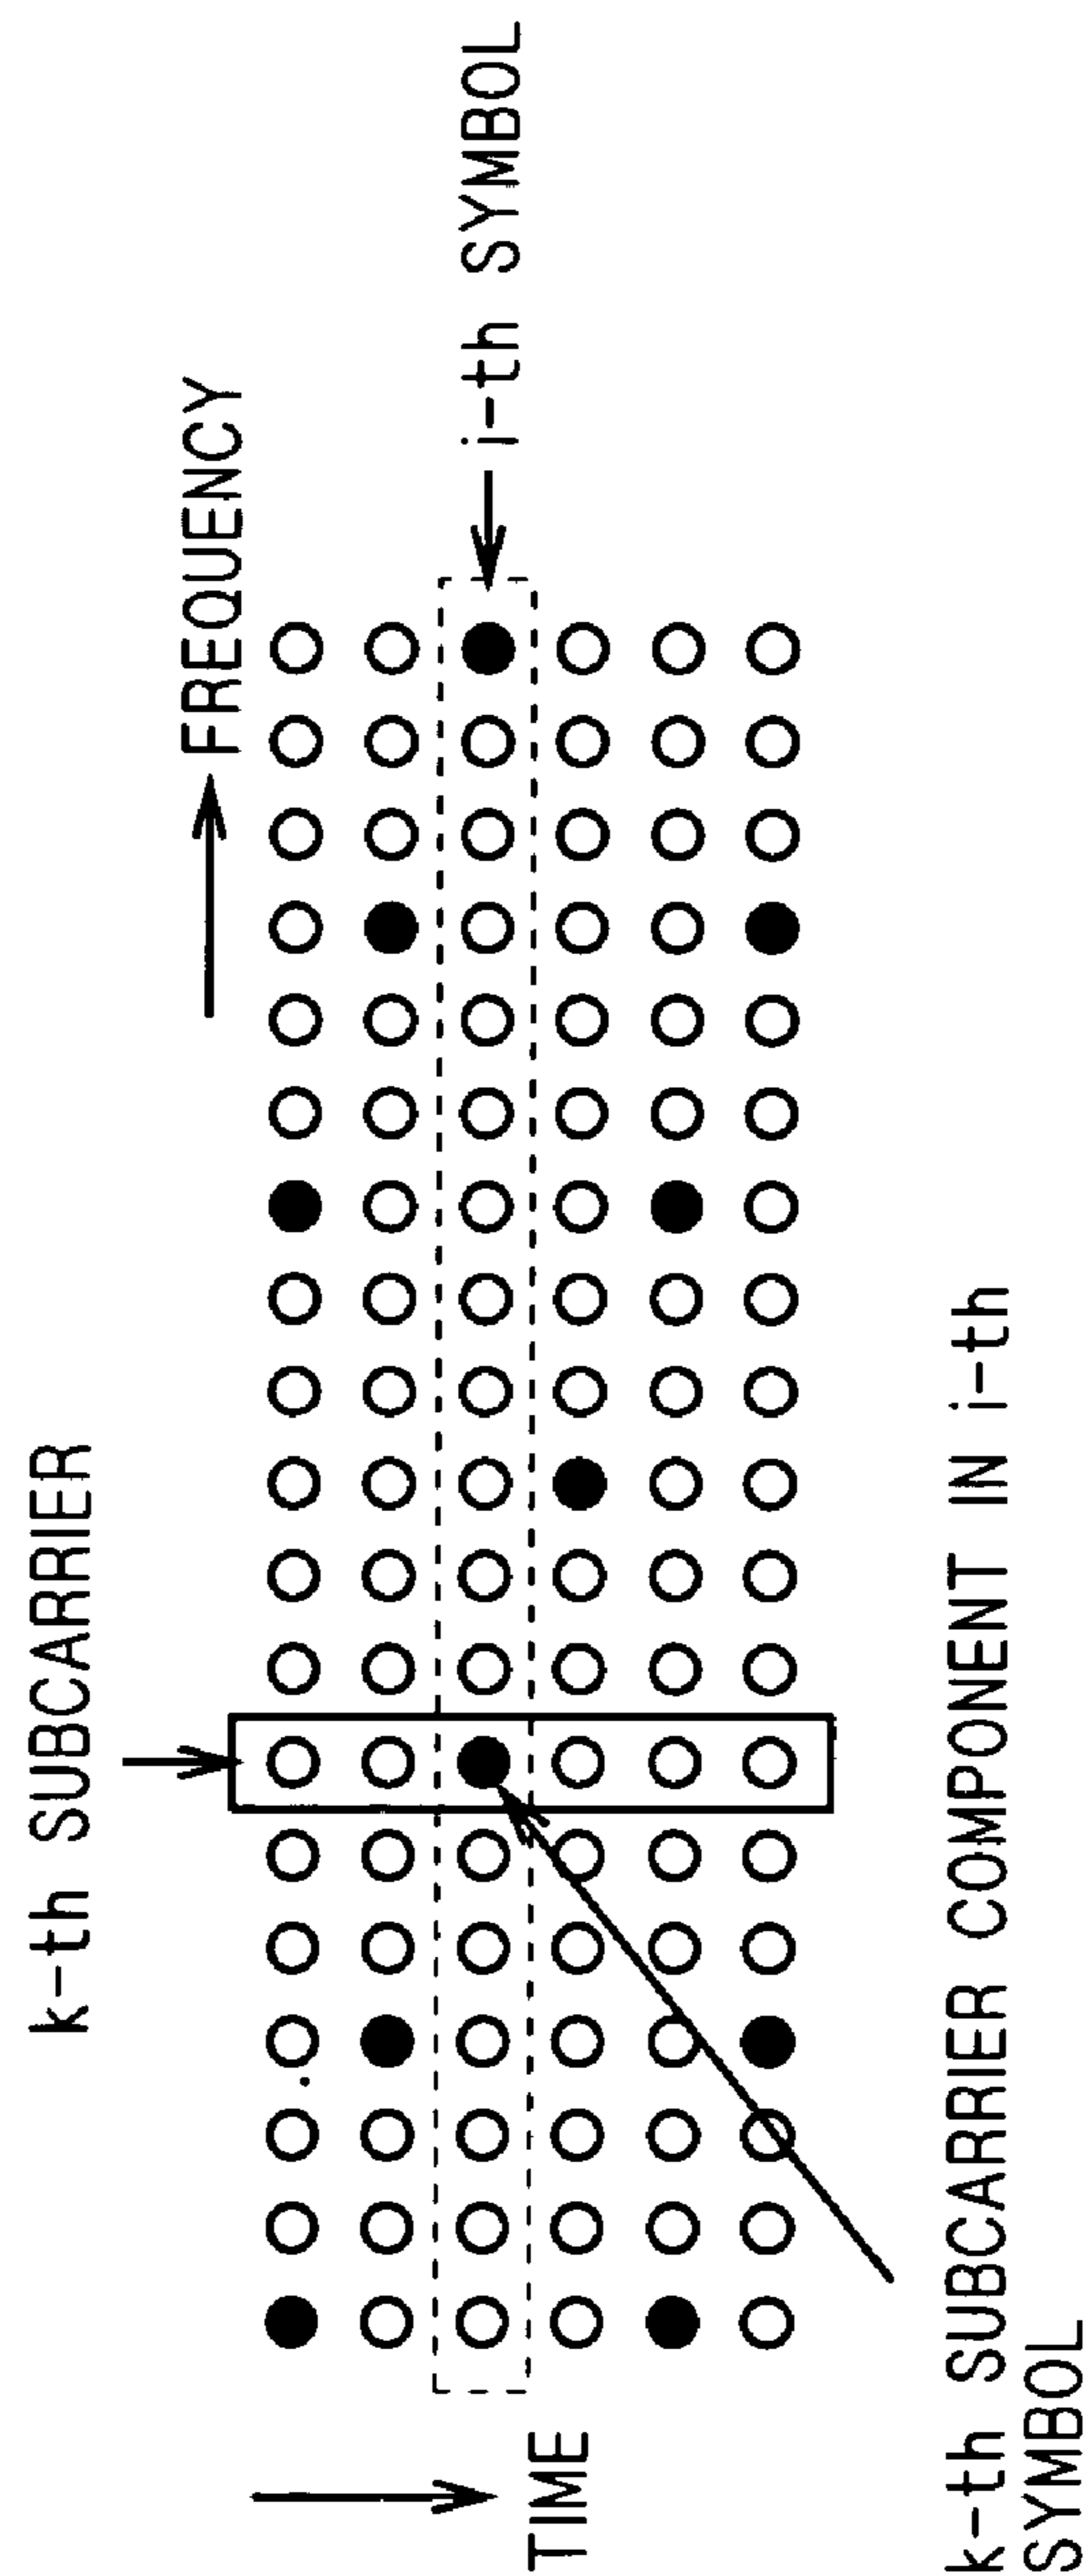 k-th SUBCARRIER
FREQUENCY
i-th SYMBOL
TIME
k-th SUBCARRIER COMPONENT IN i-th
SYMBOL